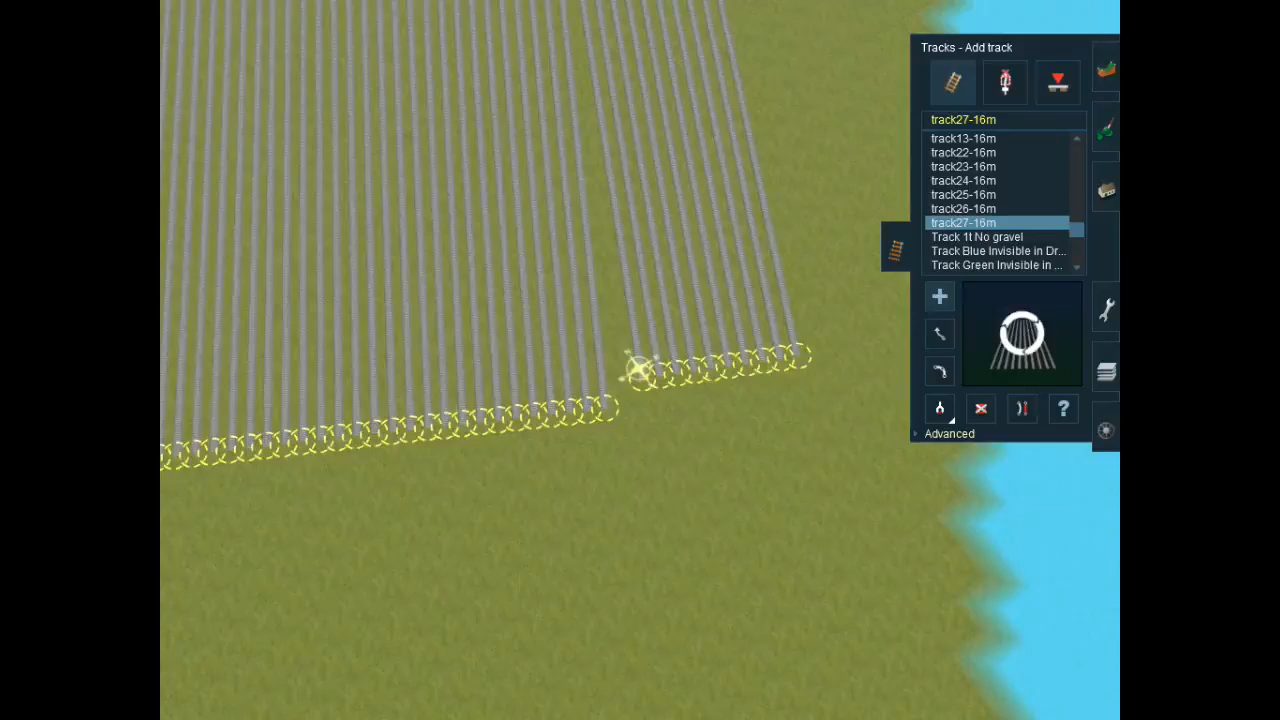 Tracks - Add track
track27-16m
track13-16m
track22-16m
track23-16m
track24-16m
track25-16m
track26-16m
track27-16m
Track 1t No gravel
Track Blue Invisible in Dr...
Track Green Invisible in ...
?
Advanced